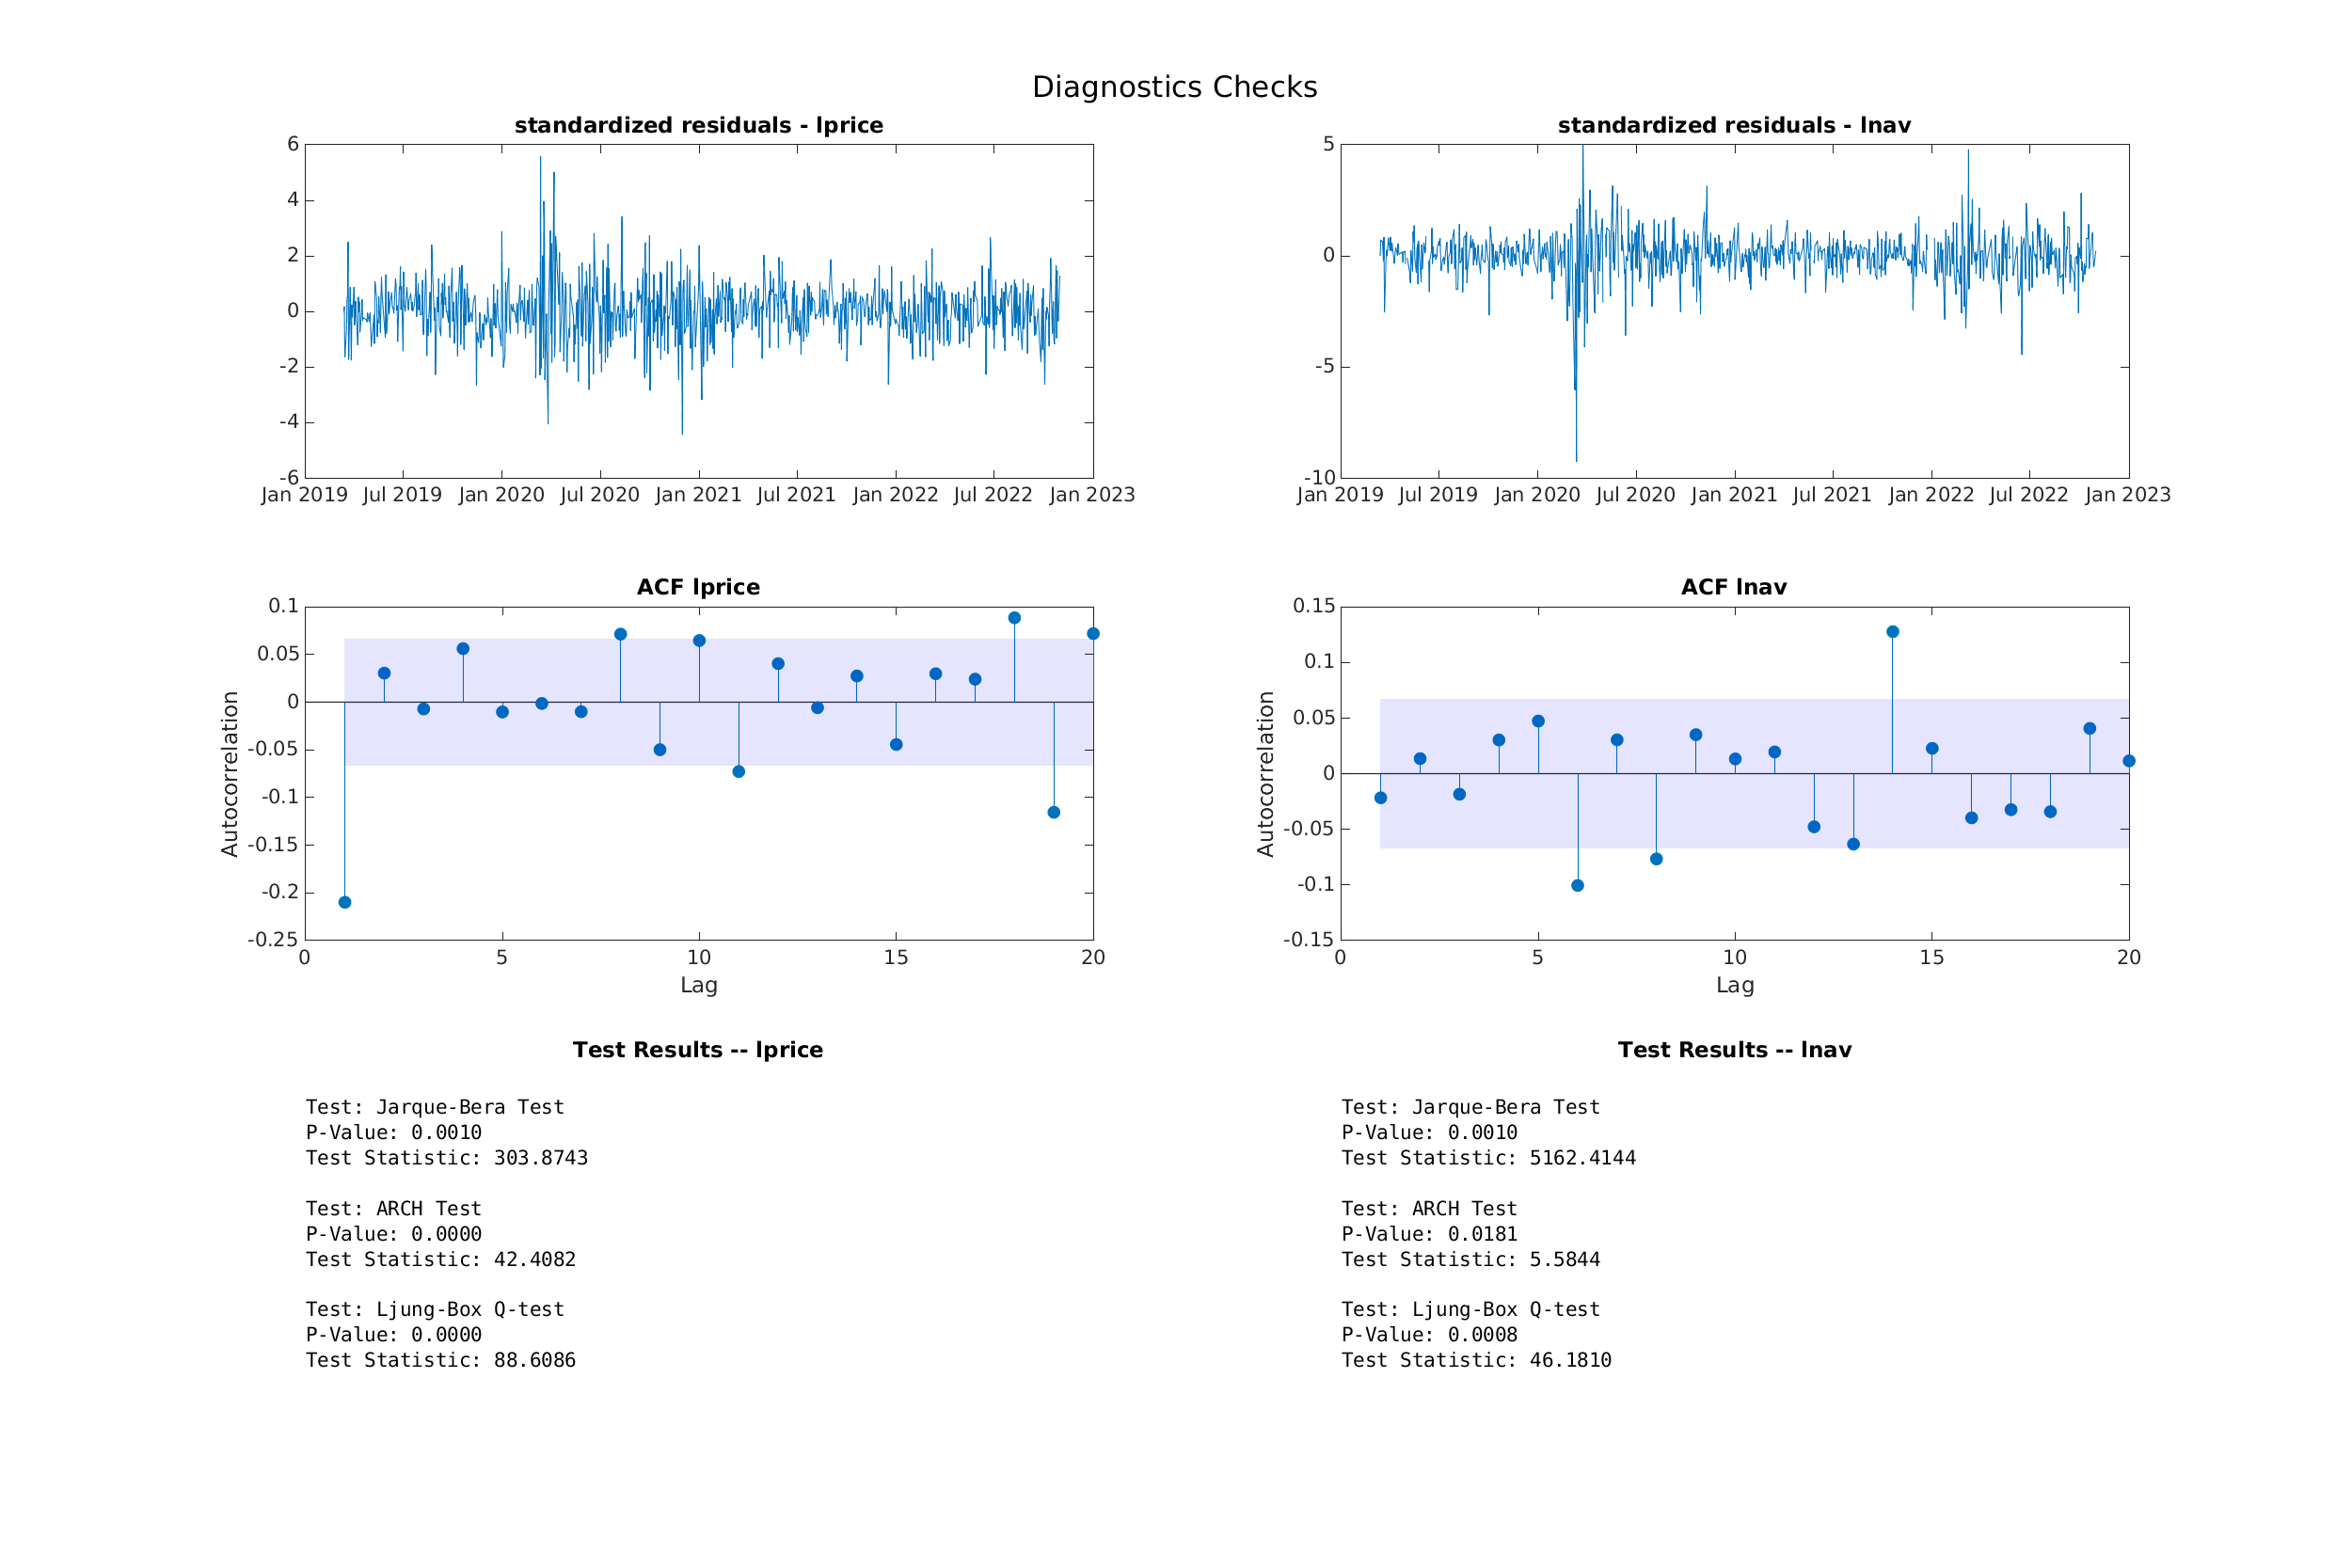 Diagnostics Checks
standardized residuals - lprice
6
4
2
0
-2
-4
-6
Jan 2019 Jul 2019 Jan 2020 Jul 2020 Jan 2021 Jul 2021 Jan 2022 Jul 2022 Jan 2023
standardized residuals - lnav
5
0
-5
-10
Jan 2019 Jul 2019 Jan 2020 Jul 2020 Jan 2021 Jul 2021 Jan 2022 Jul 2022 Jan 2023
ACF lprice
Autocorrelation
0.1
0.05
0
-0.05
-0.1
-0.15
-0.2
-0.25
0 5 10 15 20
Lag
ACF lnav
Autocorrelation
0.15
0.1
0.05
0
-0.05
-0.1
-0.15
0 5 10 15 20
Lag
Test Results -- lprice
Test: Jarque-Bera Test
P-Value: 0.0010
Test Statistic: 303.8743
Test: ARCH Test
P-Value: 0.0000
Test Statistic: 42.4082
Test: Ljung-Box Q-test
P-Value: 0.0000
Test Statistic: 88.6086
Test Results -- lnav
Test: Jarque-Bera Test
P-Value: 0.0010
Test Statistic: 5162.4144
Test: ARCH Test
P-Value: 0.0181
Test Statistic: 5.5844
Test: Ljung-Box Q-test
P-Value: 0.0008
Test Statistic: 46.1810